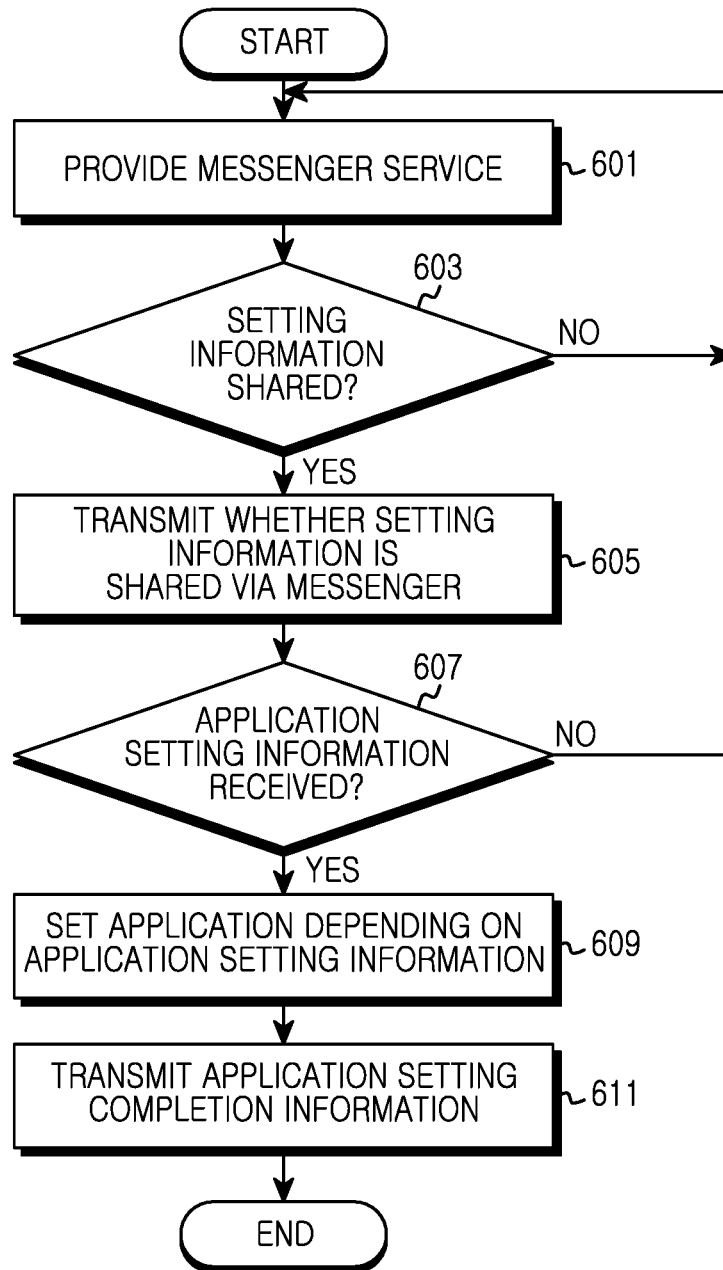 START
PROVIDE MESSENGER SERVICE
601
603
SETTING
INFORMATION
SHARED?
NO
YES
TRANSMIT WHETHER SETTING
INFORMATION IS
SHARED VIA MESSENGER
605
607
APPLICATION
SETTING INFORMATION
RECEIVED?
NO
YES
SET APPLICATION DEPENDING ON
APPLICATION SETTING INFORMATION
609
TRANSMIT APPLICATION SETTING
COMPLETION INFORMATION
611
END